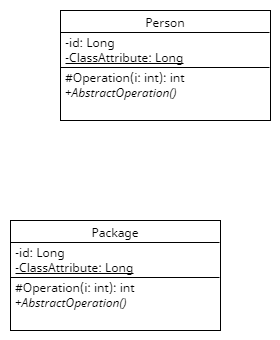 Person
-id: Long
-ClassAttribute: Long
#Operation(i: int): int
+AbstractOperation()
Package
-id: Long
-ClassAttribute: Long
#Operation(i: int): int
+AbstractOperation()